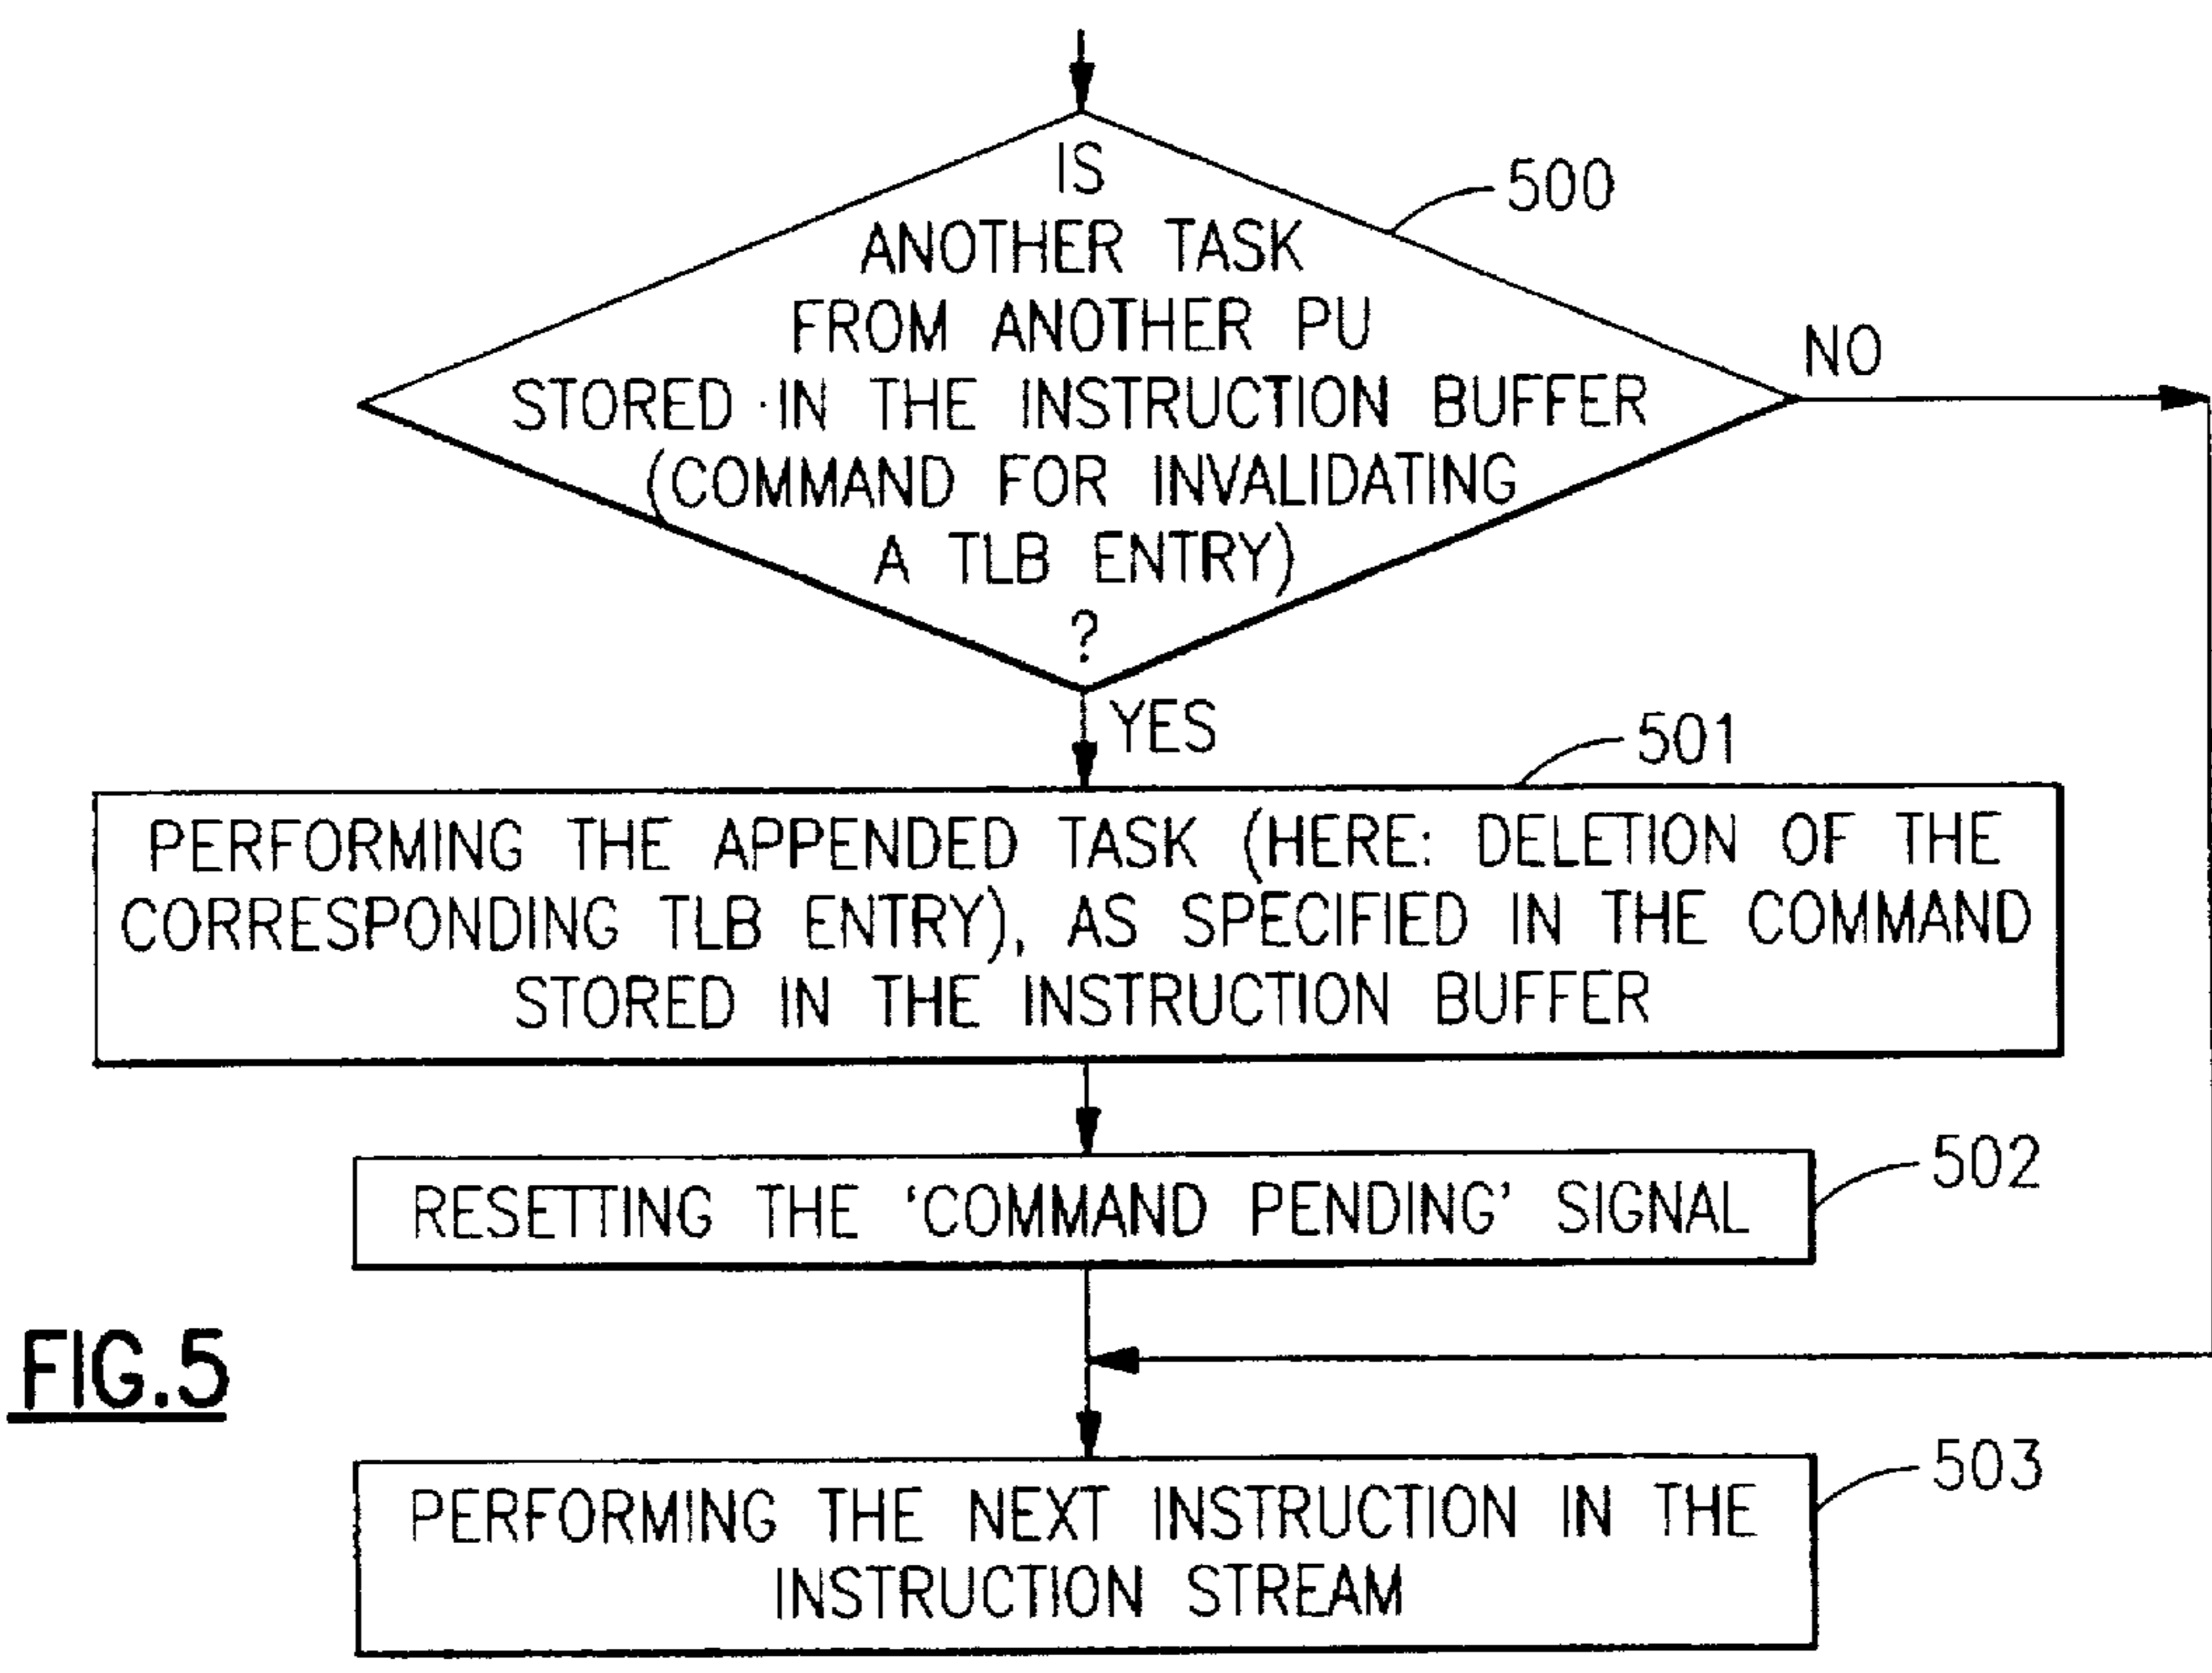 IS
ANOTHER TASK
FROM ANOTHER PU
STORED IN THE INSTRUCTION BUFFER
(COMMAND FOR INVALIDATING
A TLB ENTRY)
?
500
NO
YES
501
PERFORMING THE APPENDED TASK (HERE: DELETION OF THE
CORRESPONDING TLB ENTRY), AS SPECIFIED IN THE COMMAND
STORED IN THE INSTRUCTION BUFFER
RESETTING THE 'COMMAND PENDING' SIGNAL
502
FIG.5
PERFORMING THE NEXT INSTRUCTION IN THE
INSTRUCTION STREAM
503